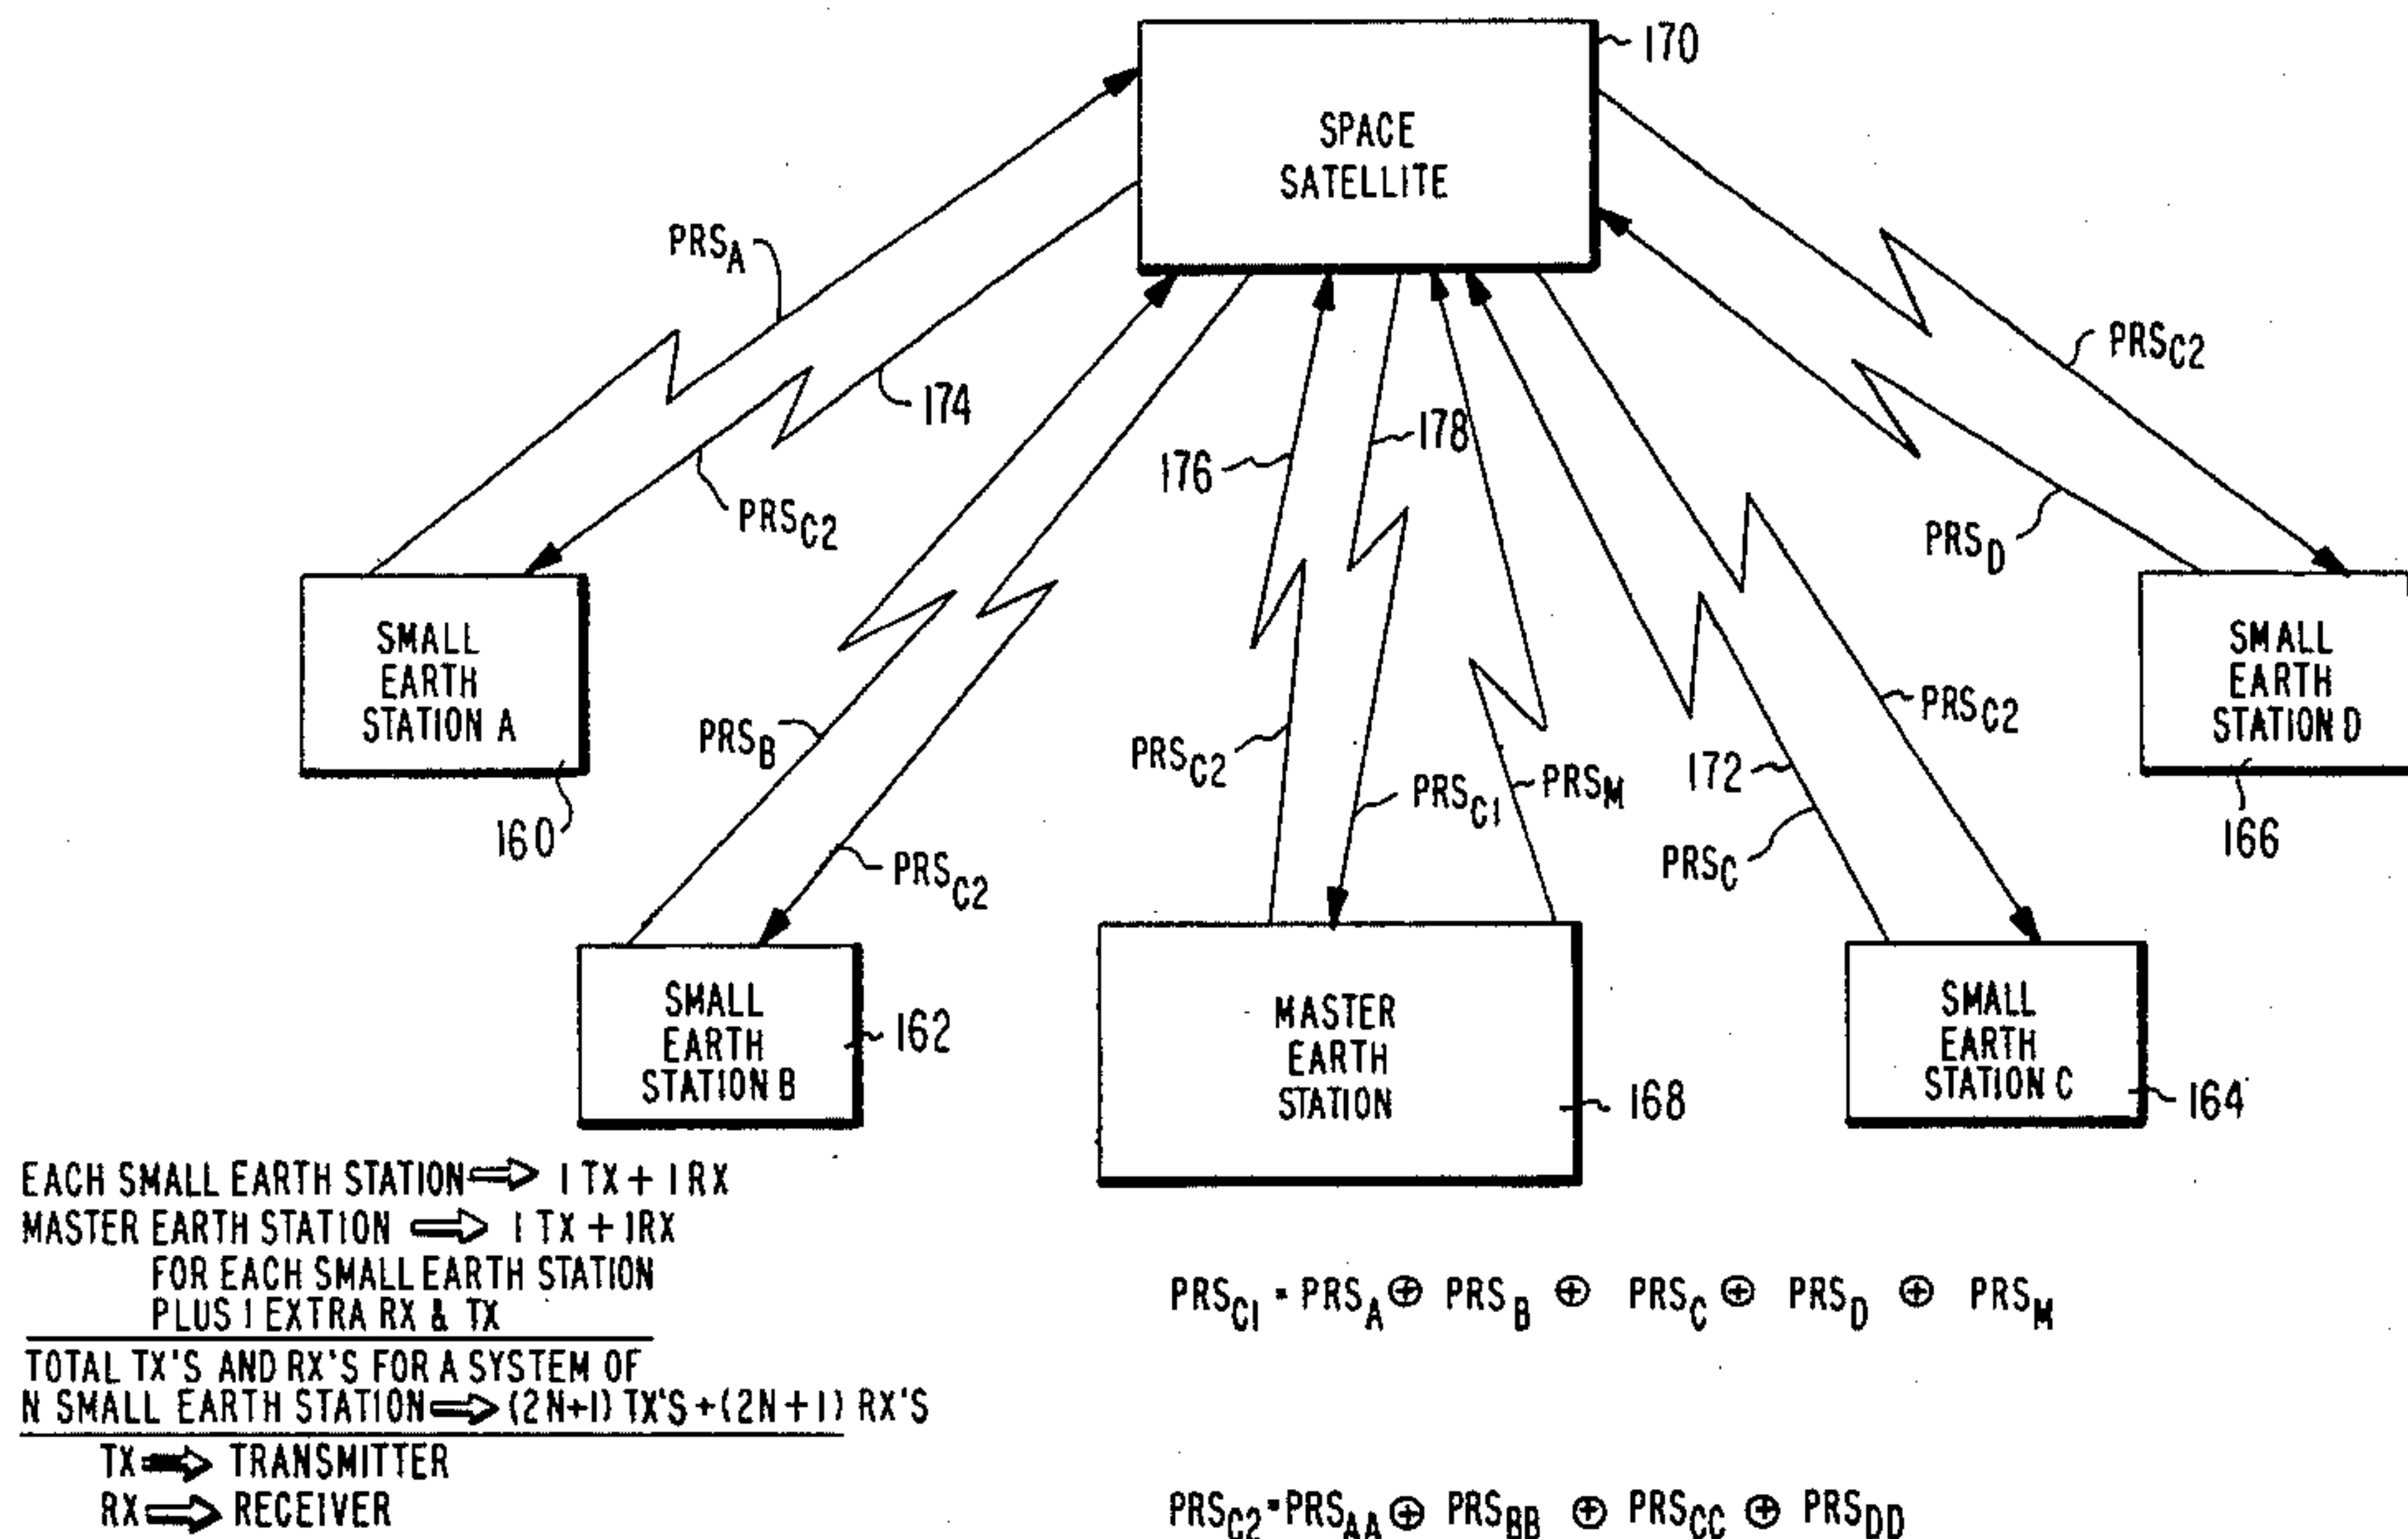 170
SPACE
SATELLITE
PRS_A
174
PRS_C2
PRS_C2
178
176
PRS_D
SMALL
EARTH
STATION A
SMALL
EARTH
STATION D
PRS_B
PRS_C2
PRS_C2
PRS_C1
PRS_M
172
160
166
PRS_C2
PRS_C
SMALL
EARTH
STATION B
162
MASTER
EARTH
STATION
168
SMALL
EARTH
STATION C
164
EACH SMALL EARTH STATION ⇒ 1 TX + 1 RX
MASTER EARTH STATION ⇒ 1 TX + 1RX
FOR EACH SMALL EARTH STATION
PLUS 1 EXTRA RX & TX
TOTAL TX'S AND RX'S FOR A SYSTEM OF
N SMALL EARTH STATION ⇒ (2N+1) TX'S + (2N+1) RX'S
TX ⇒ TRANSMITTER
RX ⇒ RECEIVER
PRS_C1 = PRS_A ⊕ PRS_B ⊕ PRS_C ⊕ PRS_D ⊕ PRS_M
PRS_C2 = PRS_AA ⊕ PRS_BB ⊕ PRS_CC ⊕ PRS_DD